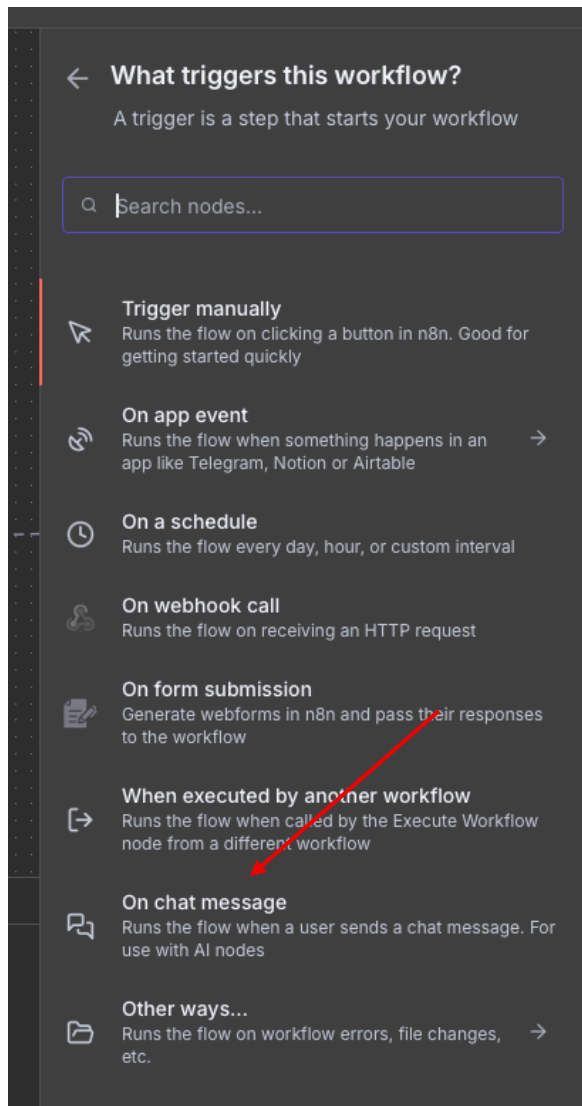 What triggers this workflow?
A trigger is a step that starts your workflow
Search nodes...
Trigger manually
Runs the flow on clicking a button in n8n. Good for
getting started quickly
On app event
Runs the flow when something happens in an
app like Telegram, Notion or Airtable
On a schedule
Runs the flow every day, hour, or custom interval
On webhook call
Runs the flow on receiving an HTTP request
On form submission
Generate webforms in n8n and pass their responses
to the workflow
When executed by another workflow
Runs the flow when called by the Execute Workflow
node from a different workflow
On chat message
Runs the flow when a user sends a chat message. For
use with AI nodes
Other ways...
Runs the flow on workflow errors, file changes,
etc.